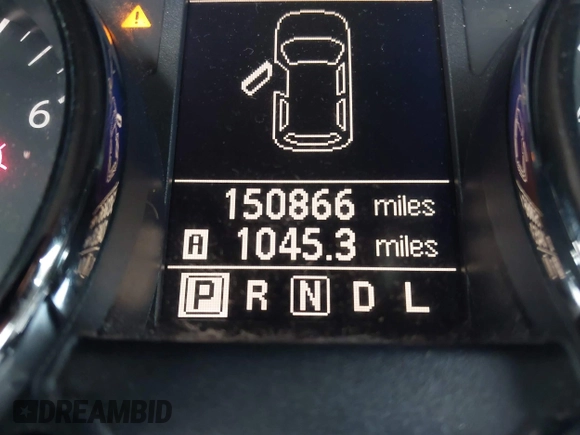 6
150866 miles
A 1045.3 miles
P R N D L
DREAMBID